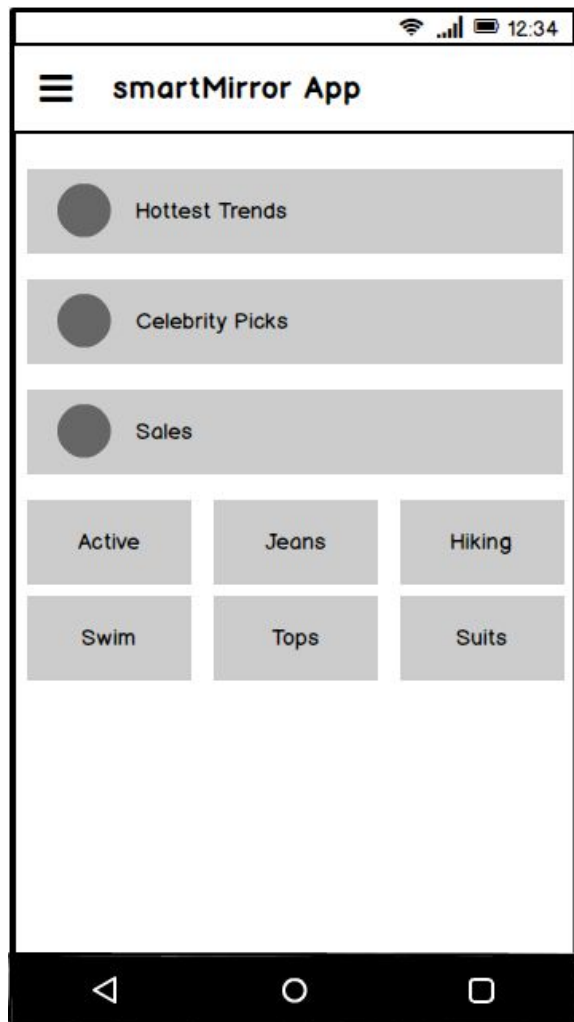 12:34
smartMirror App
Hottest Trends
Celebrity Picks
Sales
Active Jeans Hiking
Swim Tops Suits